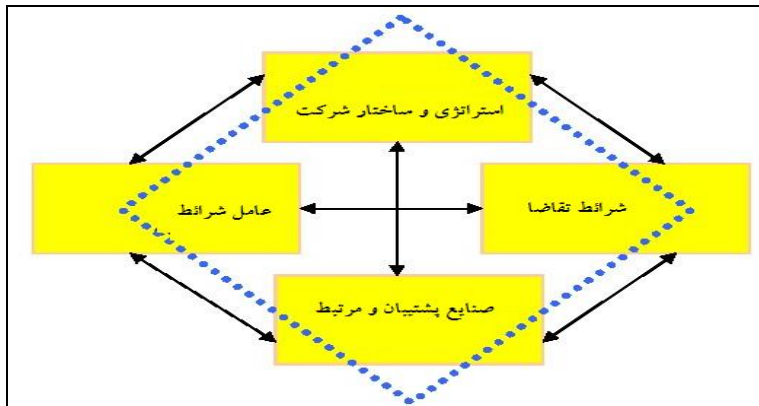 استراتژی و ساختار شرکت
شرائط تقاضا
عامل شرائط
صنایع پشتیبان و مرتبط